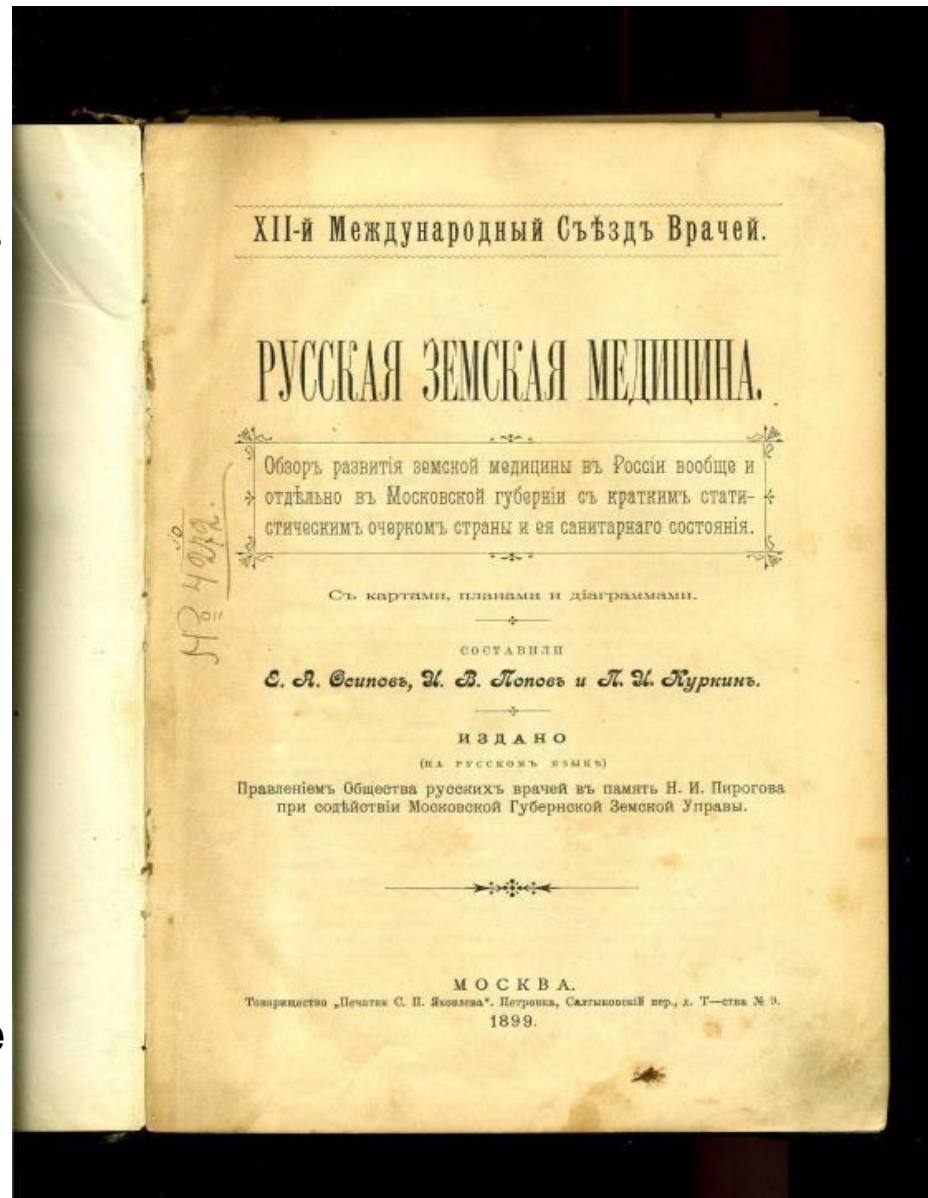 XII-й Международный Съѣздъ Врачей.
РУССКАЯ ЗЕМСКАЯ МЕДИЦИНА.
Обзоръ развитія земской медицины въ Россіи вообще и
отдѣльно въ Московской губерніи съ краткимъ стати-
стическимъ очеркомъ страны и ея санитарнаго состоянія.
Съ картами, планами и діаграммами.
СОСТАВИЛИ
Е. А. Осиповъ, И. В. Поповъ и П. И. Куркинъ.
ИЗДАНО
(НА РУССКОМЪ ЯЗЫКѢ)
Правленіемъ Общества русскихъ врачей въ память Н. И. Пирогова
при содѣйствіи Московской Губернской Земской Управы.
МОСКВА.
Товарищество „Печатня С. П. Яковлева“. Петровка, Салтыковскій пер., д. Т—ства № 9.
1899.
№ 4272.
е